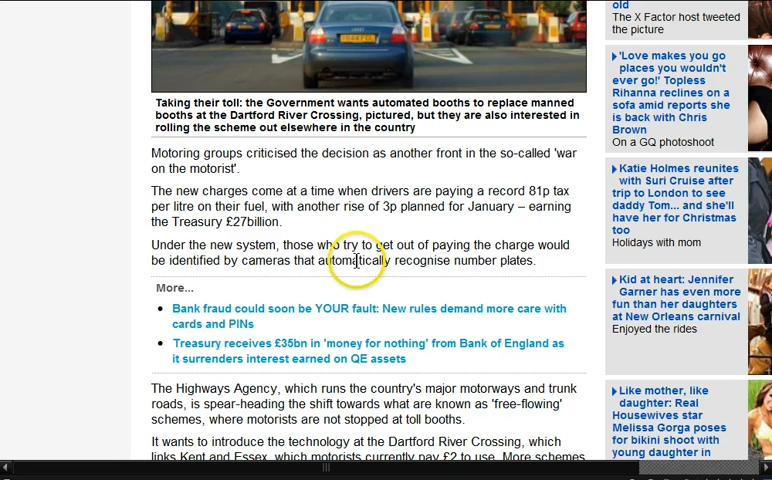 Taking their toll: the Government wants automated booths to replace manned
booths at the Dartford River Crossing, pictured, but they are also interested in
rolling the scheme out elsewhere in the country
Motoring groups criticised the decision as another front in the so-called 'war
on the motorist'.
The new charges come at a time when drivers are paying a record 81p tax
per litre on their fuel, with another rise of 3p planned for January – earning
the Treasury £27billion.
Under the new system, those who try to get out of paying the charge would
be identified by cameras that automatically recognise number plates.
More...
Bank fraud could soon be YOUR fault: New rules demand more care with
cards and PINs
Treasury receives £35bn in 'money for nothing' from Bank of England as
it surrenders interest earned on QE assets
The Highways Agency, which runs the country's major motorways and trunk
roads, is spear-heading the shift towards what are known as 'free-flowing'
schemes, where motorists are not stopped at toll booths.
It wants to introduce the technology at the Dartford River Crossing, which
links Kent and Essex, which motorists currently pay £2 to use. More schemes
old
The X Factor host tweeted
the picture
'Love makes you go
places you wouldn't
ever go!' Topless
Rihanna reclines on a
sofa amid reports she
is back with Chris
Brown
On a GQ photoshoot
Katie Holmes reunites
with Suri Cruise after
trip to London to see
daddy Tom... and she'll
have her for Christmas
too
Holidays with mom
Kid at heart: Jennifer
Garner has even more
fun than her daughters
at New Orleans carnival
Enjoyed the rides
Like mother, like
daughter: Real
Housewives star
Melissa Gorga poses
for bikini shoot with
young daughter in